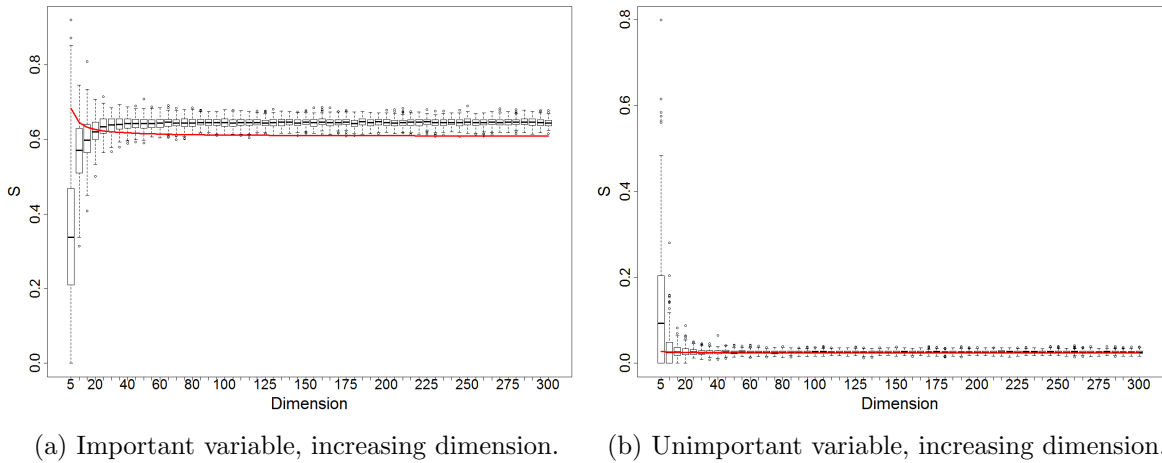 0.8
0.6
0.4
0.2
0.0
S
5 20 40 60 80 100 125 150 175 200 225 250 275 300
Dimension
(a) Important variable, increasing dimension.
0.8
0.6
0.4
0.2
0.0
S
5 20 40 60 80 100 125 150 175 200 225 250 275 300
Dimension
(b) Unimportant variable, increasing dimension.